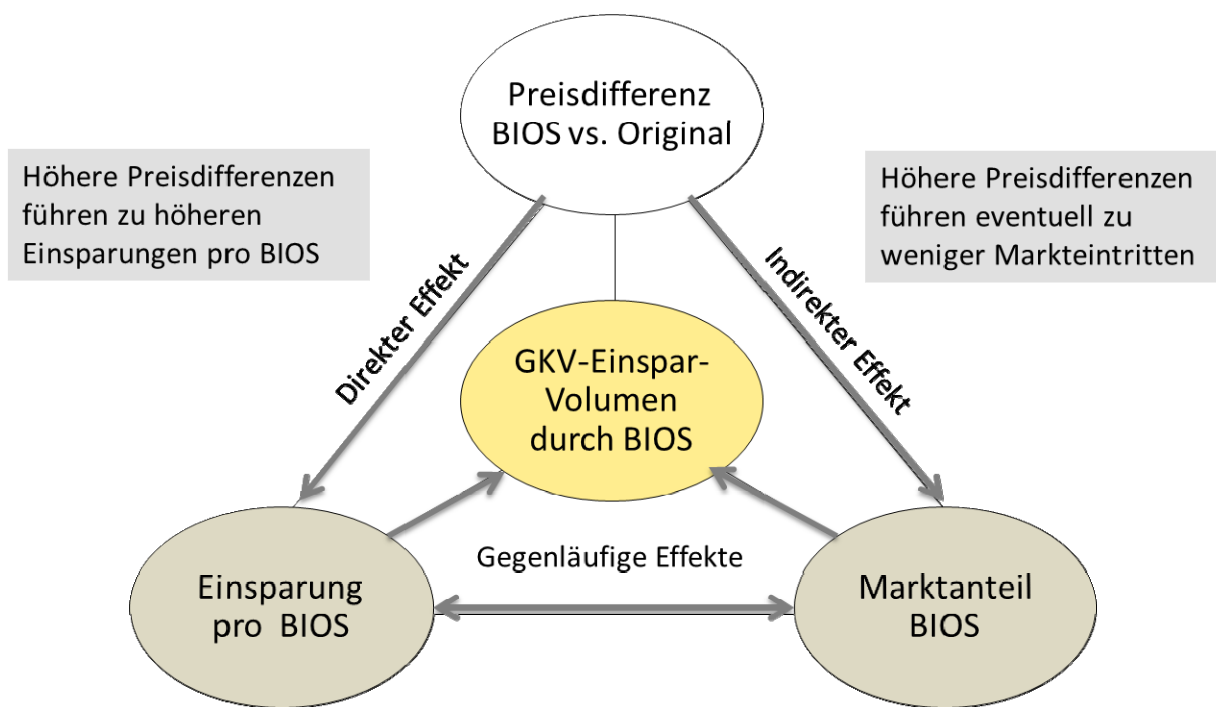 Preisdifferenz
BIOS vs. Original
Höhere Preisdifferenzen
führen zu höheren
Einsparungen pro BIOS
Höhere Preisdifferenzen
führen eventuell zu
weniger Markteintritten
Direkter Effekt
Indirekter Effekt
GKV-Einspar-
Volumen
durch BIOS
Gegenläufige Effekte
Einsparung
pro BIOS
Marktanteil
BIOS